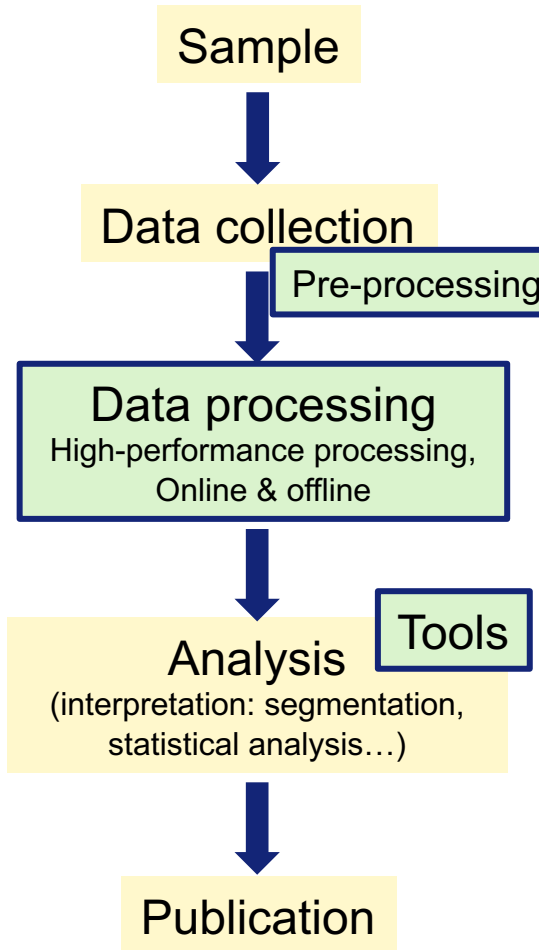 Sample
Data collection
Pre-processing
Data processing
High-performance processing,
Online & offline
Tools
Analysis
(interpretation: segmentation,
statistical analysis…)
Publication